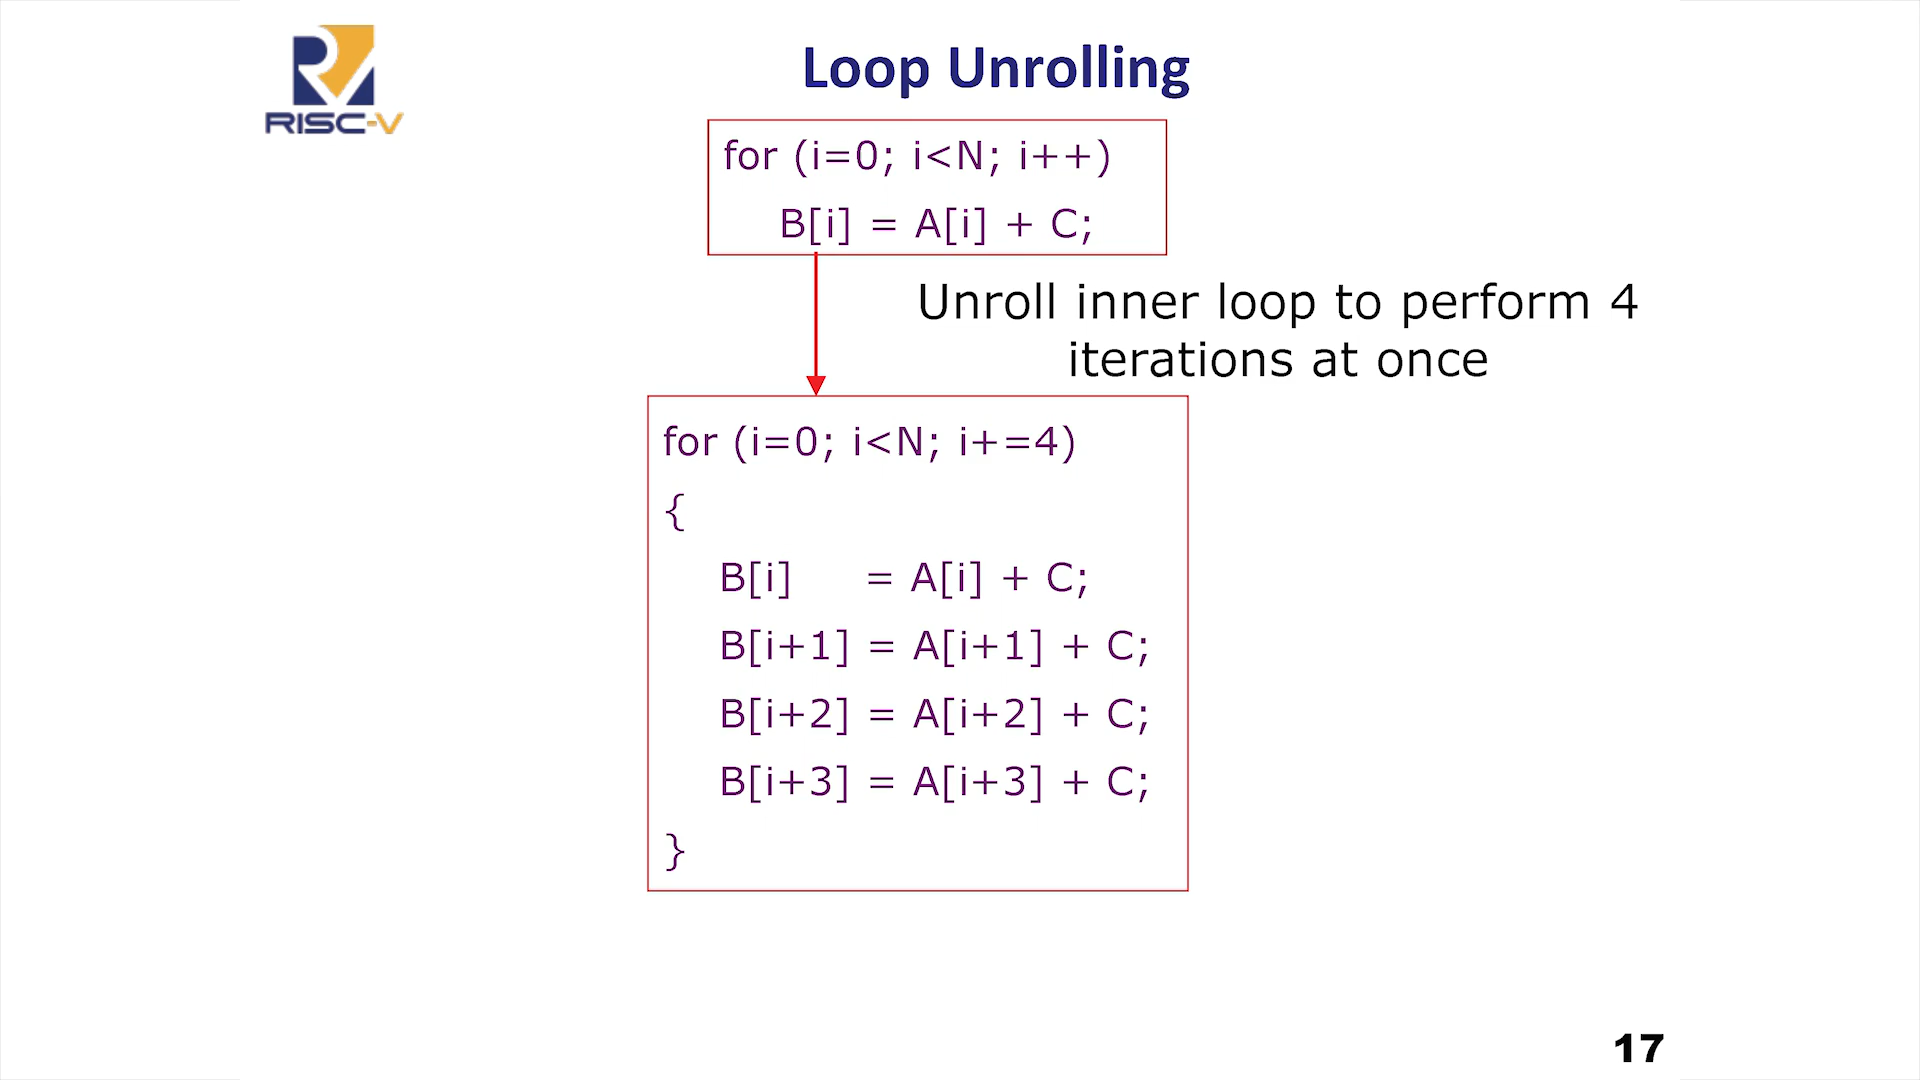 RISC-V
Loop Unrolling
for (i=0; i<N; i++)
B[i] = A[i] + C;
Unroll inner loop to perform 4
iterations at once
for (i=0; i<N; i+=4)
{
B[i] = A[i] + C;
B[i+1] = A[i+1] + C;
B[i+2] = A[i+2] + C;
B[i+3] = A[i+3] + C;
}
17